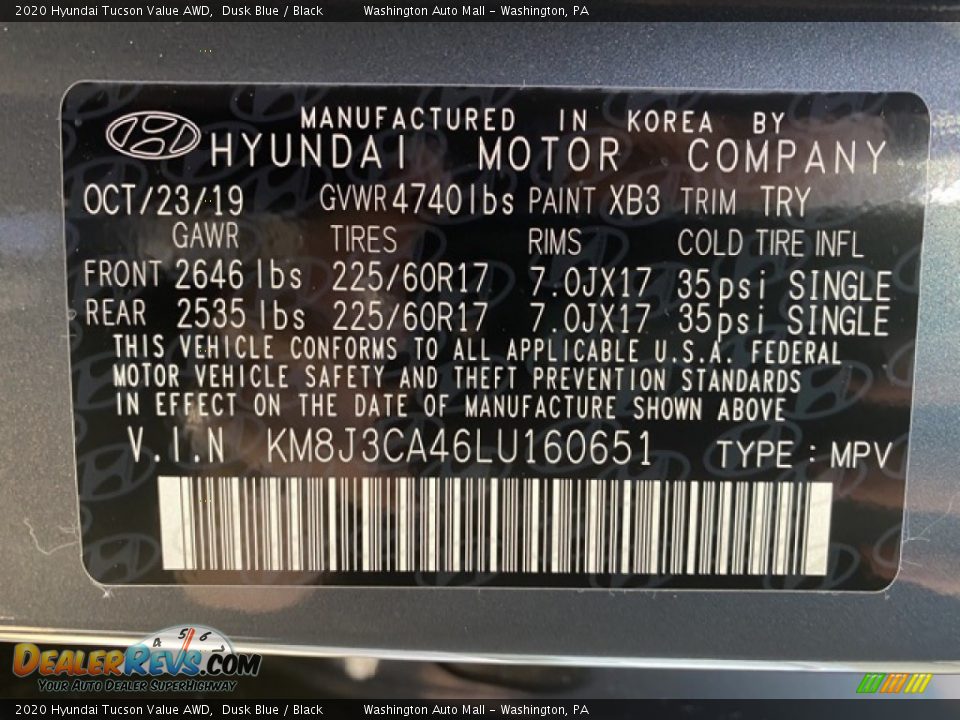 2020 Hyundai Tucson Value AWD, Dusk Blue / Black Washington Auto Mall - Washington, PA
MANUFACTURED IN KOREA BY
HYUNDAI MOTOR COMPANY
OCT/23/19 GVWR 4740lbs PAINT XB3 TRIM TRY
GAWR TIRES RIMS COLD TIRE INFL
FRONT 2646 lbs 225/60R17 7.0JX17 35psi SINGLE
REAR 2535 lbs 225/60R17 7.0JX17 35psi SINGLE
THIS VEHICLE CONFORMS TO ALL APPLICABLE U.S.A. FEDERAL
MOTOR VEHICLE SAFETY AND THEFT PREVENTION STANDARDS
IN EFFECT ON THE DATE OF MANUFACTURE SHOWN ABOVE
V.I.N KM8J3CA46LU160651 TYPE : MPV
4 5 6 7
DEALERREVS.COM
YOUR AUTO DEALER SUPERHIGHWAY
2020 Hyundai Tucson Value AWD, Dusk Blue / Black Washington Auto Mall - Washington, PA